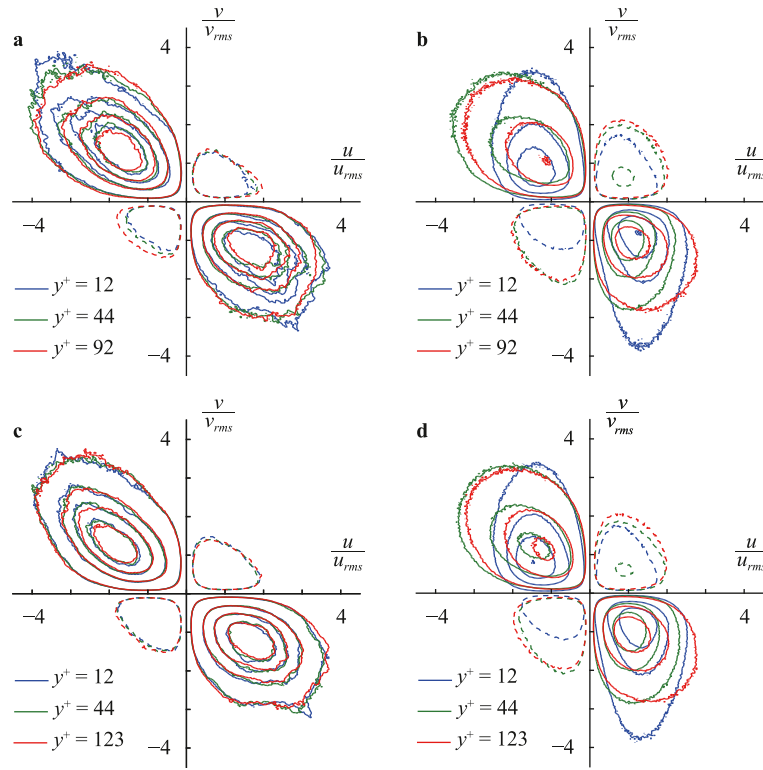 a
v
v_rms
4
u
u_rms
−4
4
y⁺ = 12
y⁺ = 44
y⁺ = 92
−4
b
v
v_rms
4
u
u_rms
−4
4
y⁺ = 12
y⁺ = 44
y⁺ = 92
−4
c
v
v_rms
4
u
u_rms
−4
4
y⁺ = 12
y⁺ = 44
y⁺ = 123
−4
d
v
v_rms
4
u
u_rms
−4
4
y⁺ = 12
y⁺ = 44
y⁺ = 123
−4